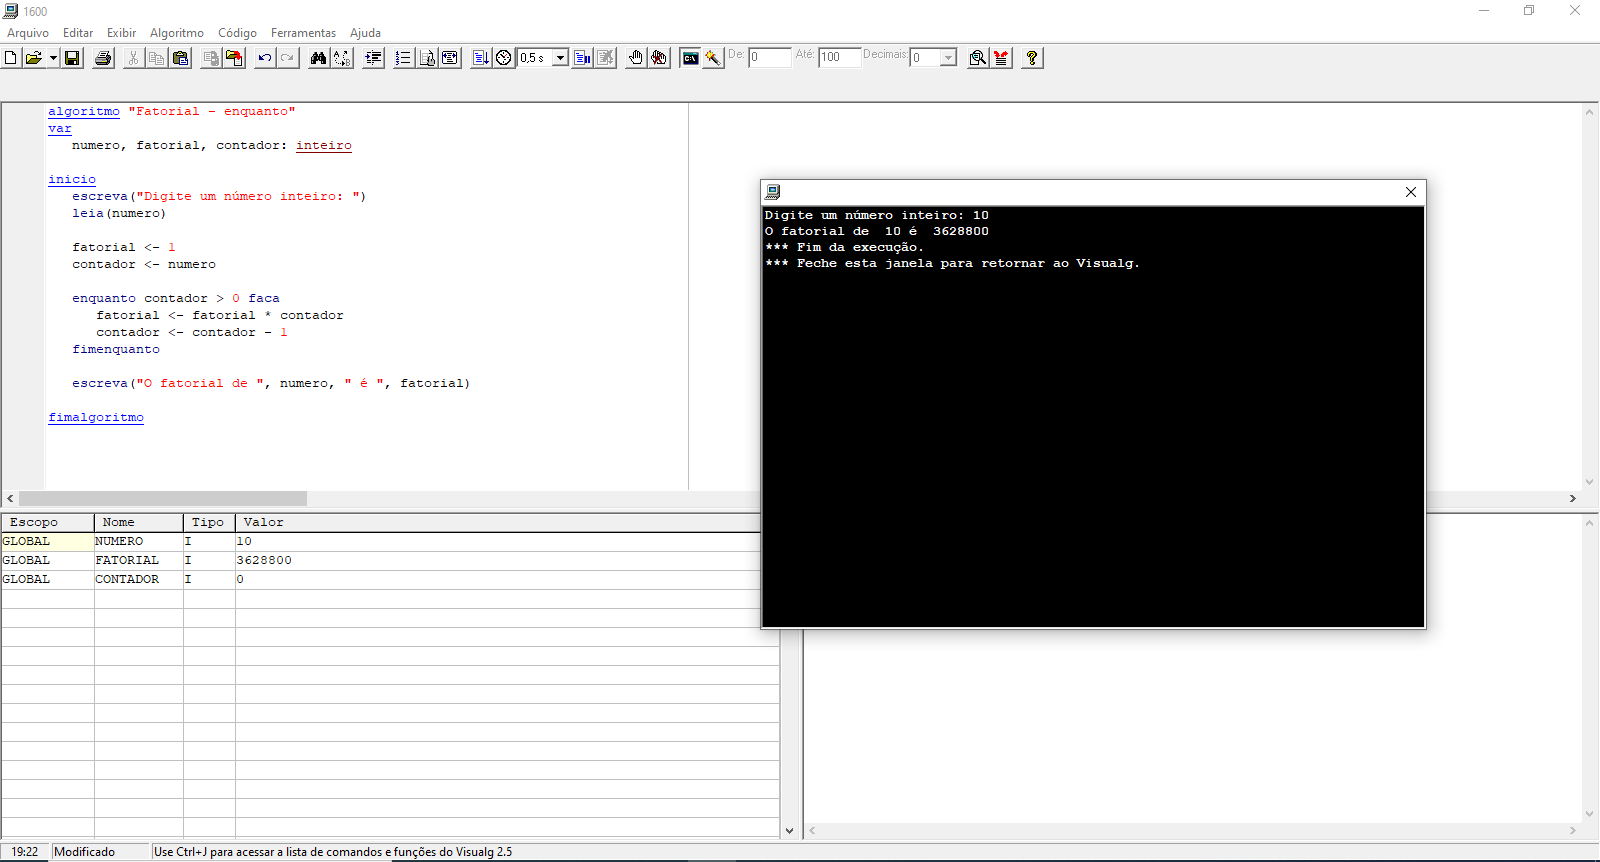 1600
Arquivo Editar Exibir Algoritmo Código Ferramentas Ajuda
0,5 s De: 0 Até: 100 Decimais: 0
algoritmo "Fatorial - enquanto"
var
numero, fatorial, contador: inteiro
inicio
escreva("Digite um número inteiro: ")
leia(numero)
fatorial <- 1
contador <- numero
enquanto contador > 0 faca
fatorial <- fatorial * contador
contador <- contador - 1
fimenquanto
escreva("O fatorial de ", numero, " é ", fatorial)
fimalgoritmo
Digite um número inteiro: 10
O fatorial de  10 é  3628800
*** Fim da execução.
*** Feche esta janela para retornar ao Visualg.
Escopo Nome Tipo Valor
GLOBAL NUMERO I 10
GLOBAL FATORIAL I 3628800
GLOBAL CONTADOR I 0
19:22 Modificado Use Ctrl+J para acessar a lista de comandos e funções do Visualg 2.5